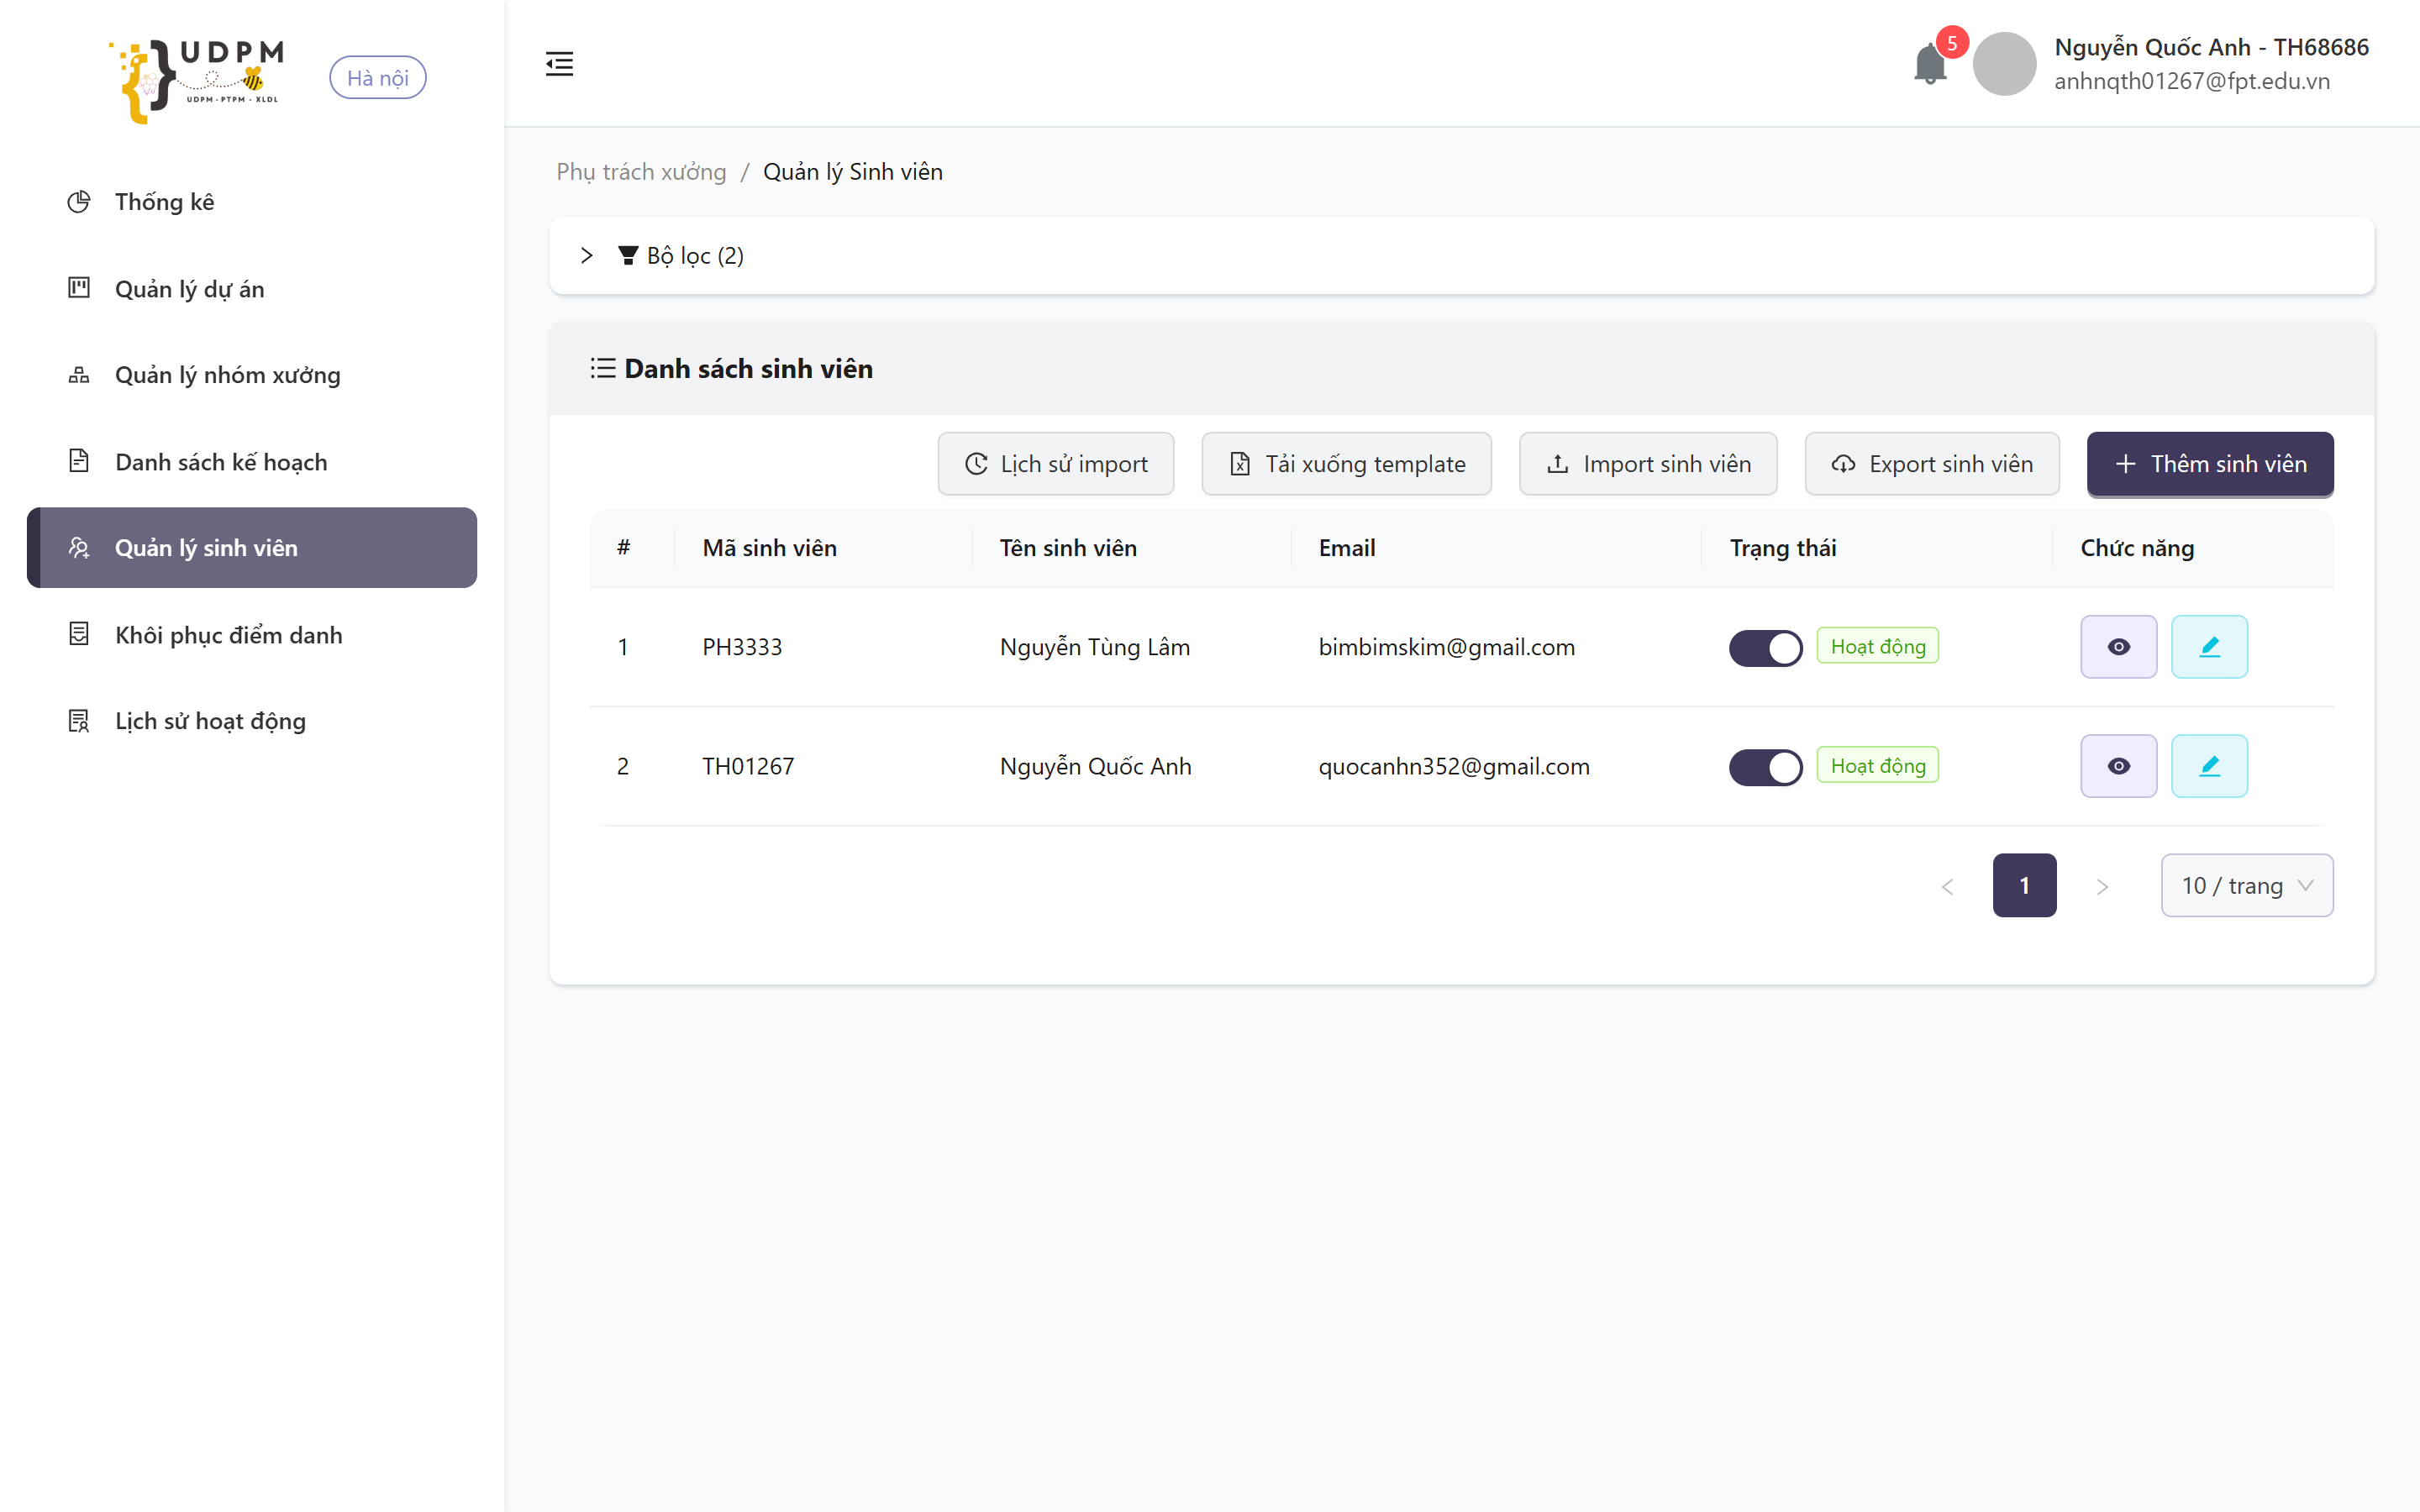 UDPM
UDPM - PTPM - XLDL
Hà nội
Thống kê
Quản lý dự án
Quản lý nhóm xưởng
Danh sách kế hoạch
Quản lý sinh viên
Khôi phục điểm danh
Lịch sử hoạt động
5
Nguyễn Quốc Anh - TH68686
anhnqth01267@fpt.edu.vn
Phụ trách xưởng / Quản lý Sinh viên
Bộ lọc (2)
Danh sách sinh viên
Lịch sử import
Tải xuống template
Import sinh viên
Export sinh viên
Thêm sinh viên
# Mã sinh viên Tên sinh viên Email Trạng thái Chức năng
1 PH3333 Nguyễn Tùng Lâm bimbimskim@gmail.com Hoạt động
2 TH01267 Nguyễn Quốc Anh quocanhn352@gmail.com Hoạt động
1
10 / trang